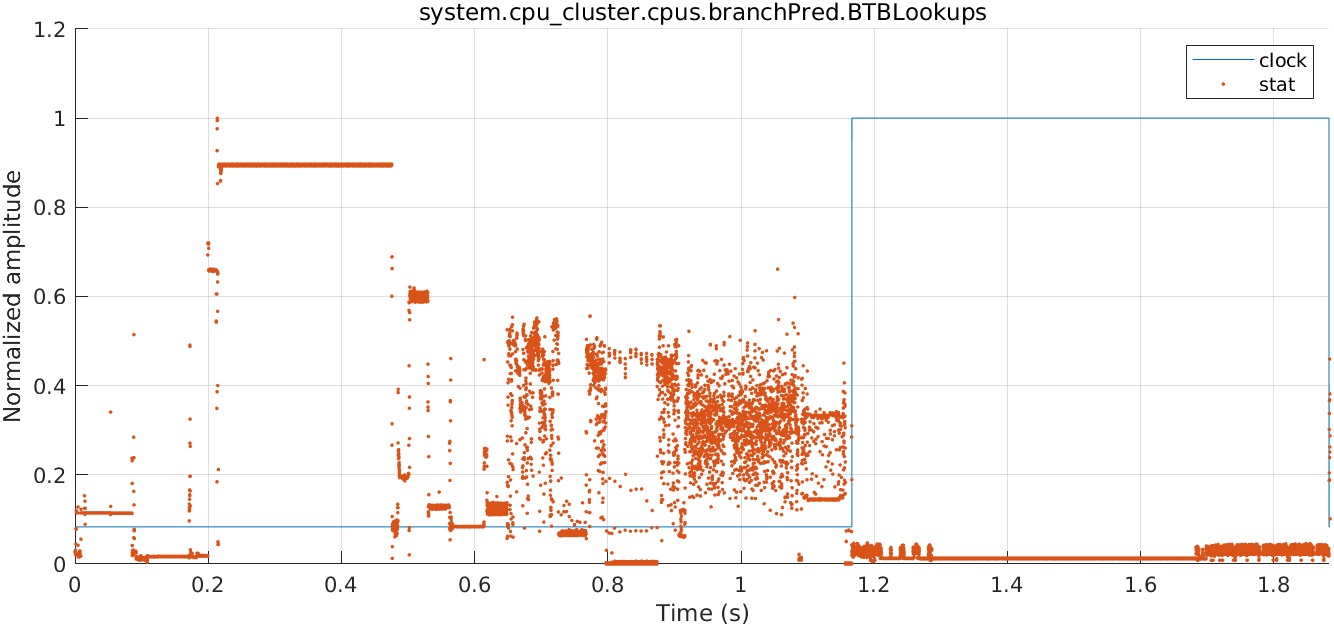 system.cpu_cluster.cpus.branchPred.BTBLookups
1.2
1
0.8
0.6
0.4
0.2
0
Normalized amplitude
clock
stat
0 0.2 0.4 0.6 0.8 1 1.2 1.4 1.6 1.8
Time (s)